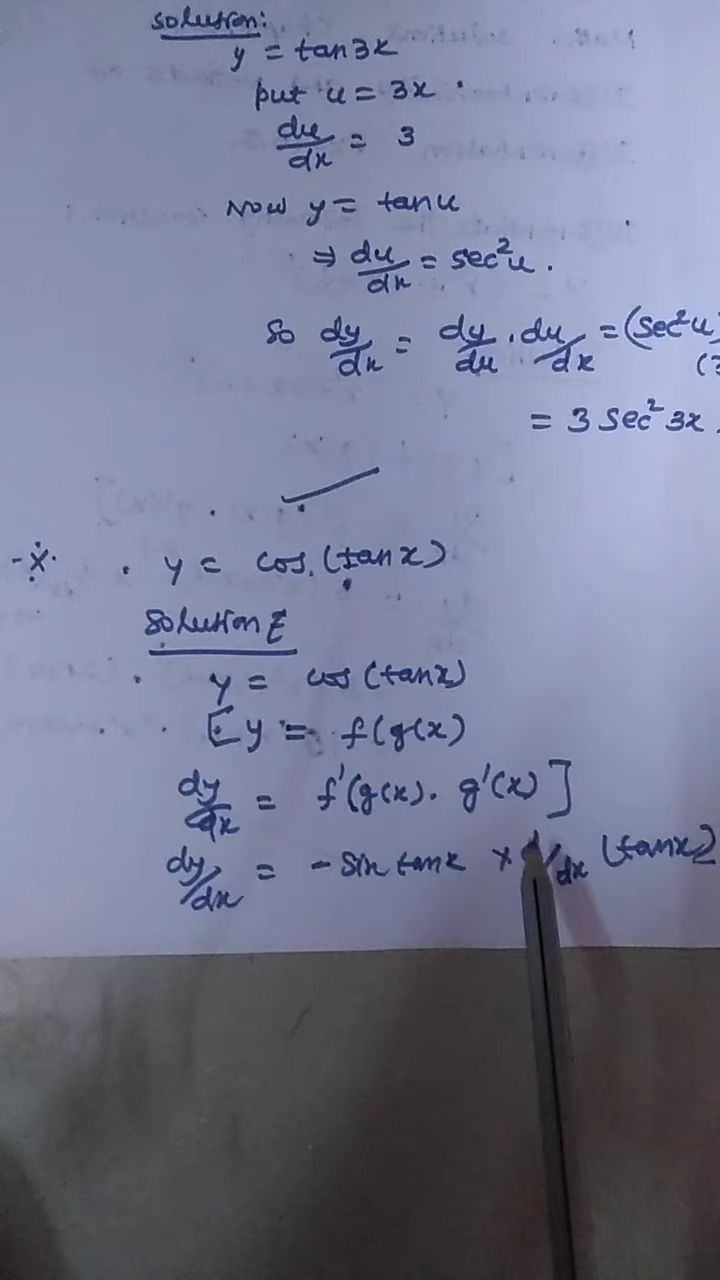 solution:
y = tan3x
put u = 3x
du/dx = 3
Now y = tanu
⇒ du/dx = sec²u.
so dy/dx = dy/du . du/dx = (sec²u)
= 3 sec² 3x.
y = cos (tanx)
solution:
y = cos (tanx)
[y = f(g(x)
dy/dx = f'(g(x). g'(x)]
dy/dx = - sin tanx × d/dx (tanx)